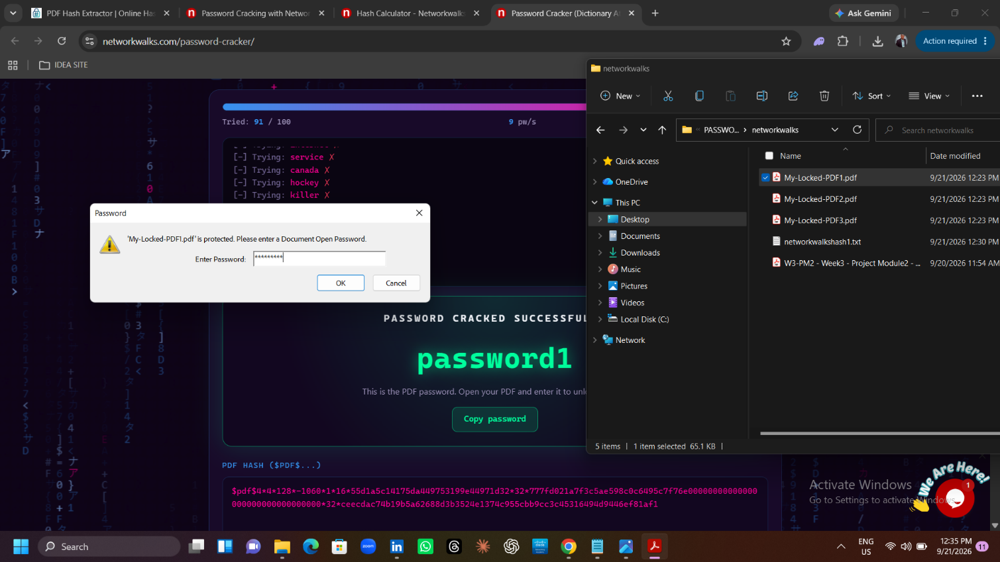 PDF Hash Extractor | Online Has
Password Cracking with Networ
Hash Calculator - Networkwalks
Password Cracker (Dictionary At
Ask Gemini
networkwalks.com/password-cracker/
Action required
IDEA SITE
Tried: 91 / 100
9 pw/s
[-] Trying: service ✗
[-] Trying: canada ✗
[-] Trying: hockey ✗
[-] Trying: killer ✗
Password
'My-Locked-PDF1.pdf' is protected. Please enter a Document Open Password.
Enter Password: *********
OK
Cancel
PASSWORD CRACKED SUCCESSFUL
password1
This is the PDF password. Open your PDF and enter it to unl
Copy password
PDF HASH ($PDF$...)
$pdf$4*4*128*-1060*1*16*55d1a5c14175da449753199e44971d32*32*777fd021a7f3c5ae598c0c6495c7f76e00000000000000
000000000000000000*32*ceecdac74b19b5a62688d3b3524e1374c955cbb9cc3c45316494d9446ef81af1
networkwalks
New
Sort
View
PASSWO... › networkwalks
Search networkwalks
Quick access
OneDrive
This PC
Desktop
Documents
Downloads
Music
Pictures
Videos
Local Disk (C:)
Network
Name
Date modified
My-Locked-PDF1.pdf 9/21/2026 12:23 PM
My-Locked-PDF2.pdf 9/21/2026 12:23 PM
My-Locked-PDF3.pdf 9/21/2026 12:23 PM
networkwalkshash1.txt 9/21/2026 12:30 PM
W3-PM2 - Week3 - Project Module2 - ... 9/20/2026 11:54 AM
5 items
1 item selected 65.1 KB
We Are Here!
1
Activate Windows
Go to Settings to activate Windows.
Search
zoom
ENG
US
12:35 PM
9/21/2026
11